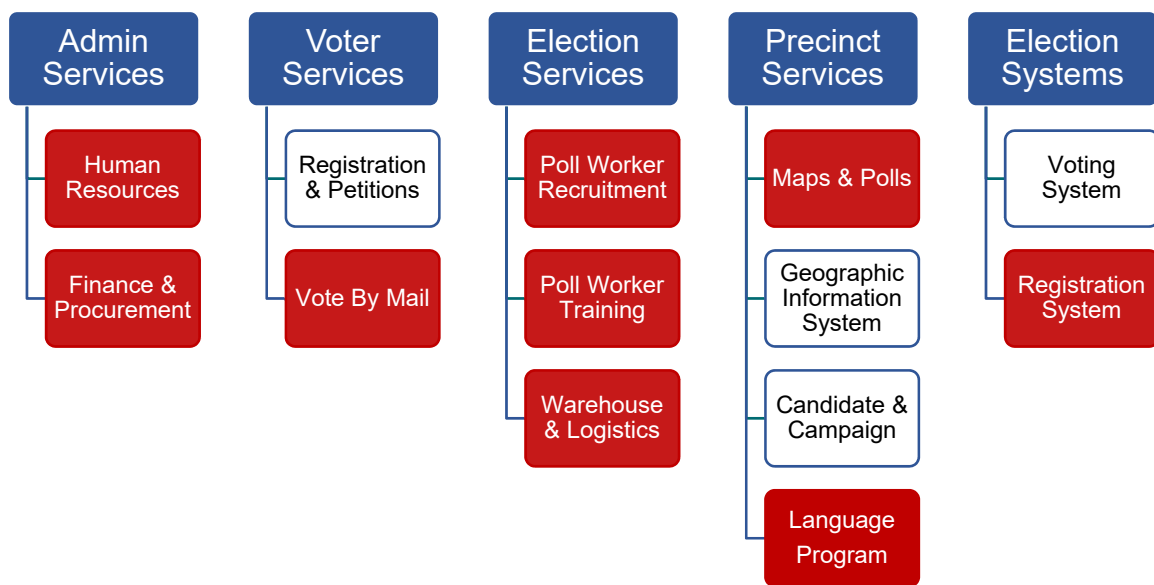 Admin
Services
Human
Resources
Finance &
Procurement
Voter
Services
Registration
& Petitions
Vote By Mail
Election
Services
Poll Worker
Recruitment
Poll Worker
Training
Warehouse
& Logistics
Precinct
Services
Maps & Polls
Geographic
Information
System
Candidate &
Campaign
Language
Program
Election
Systems
Voting
System
Registration
System